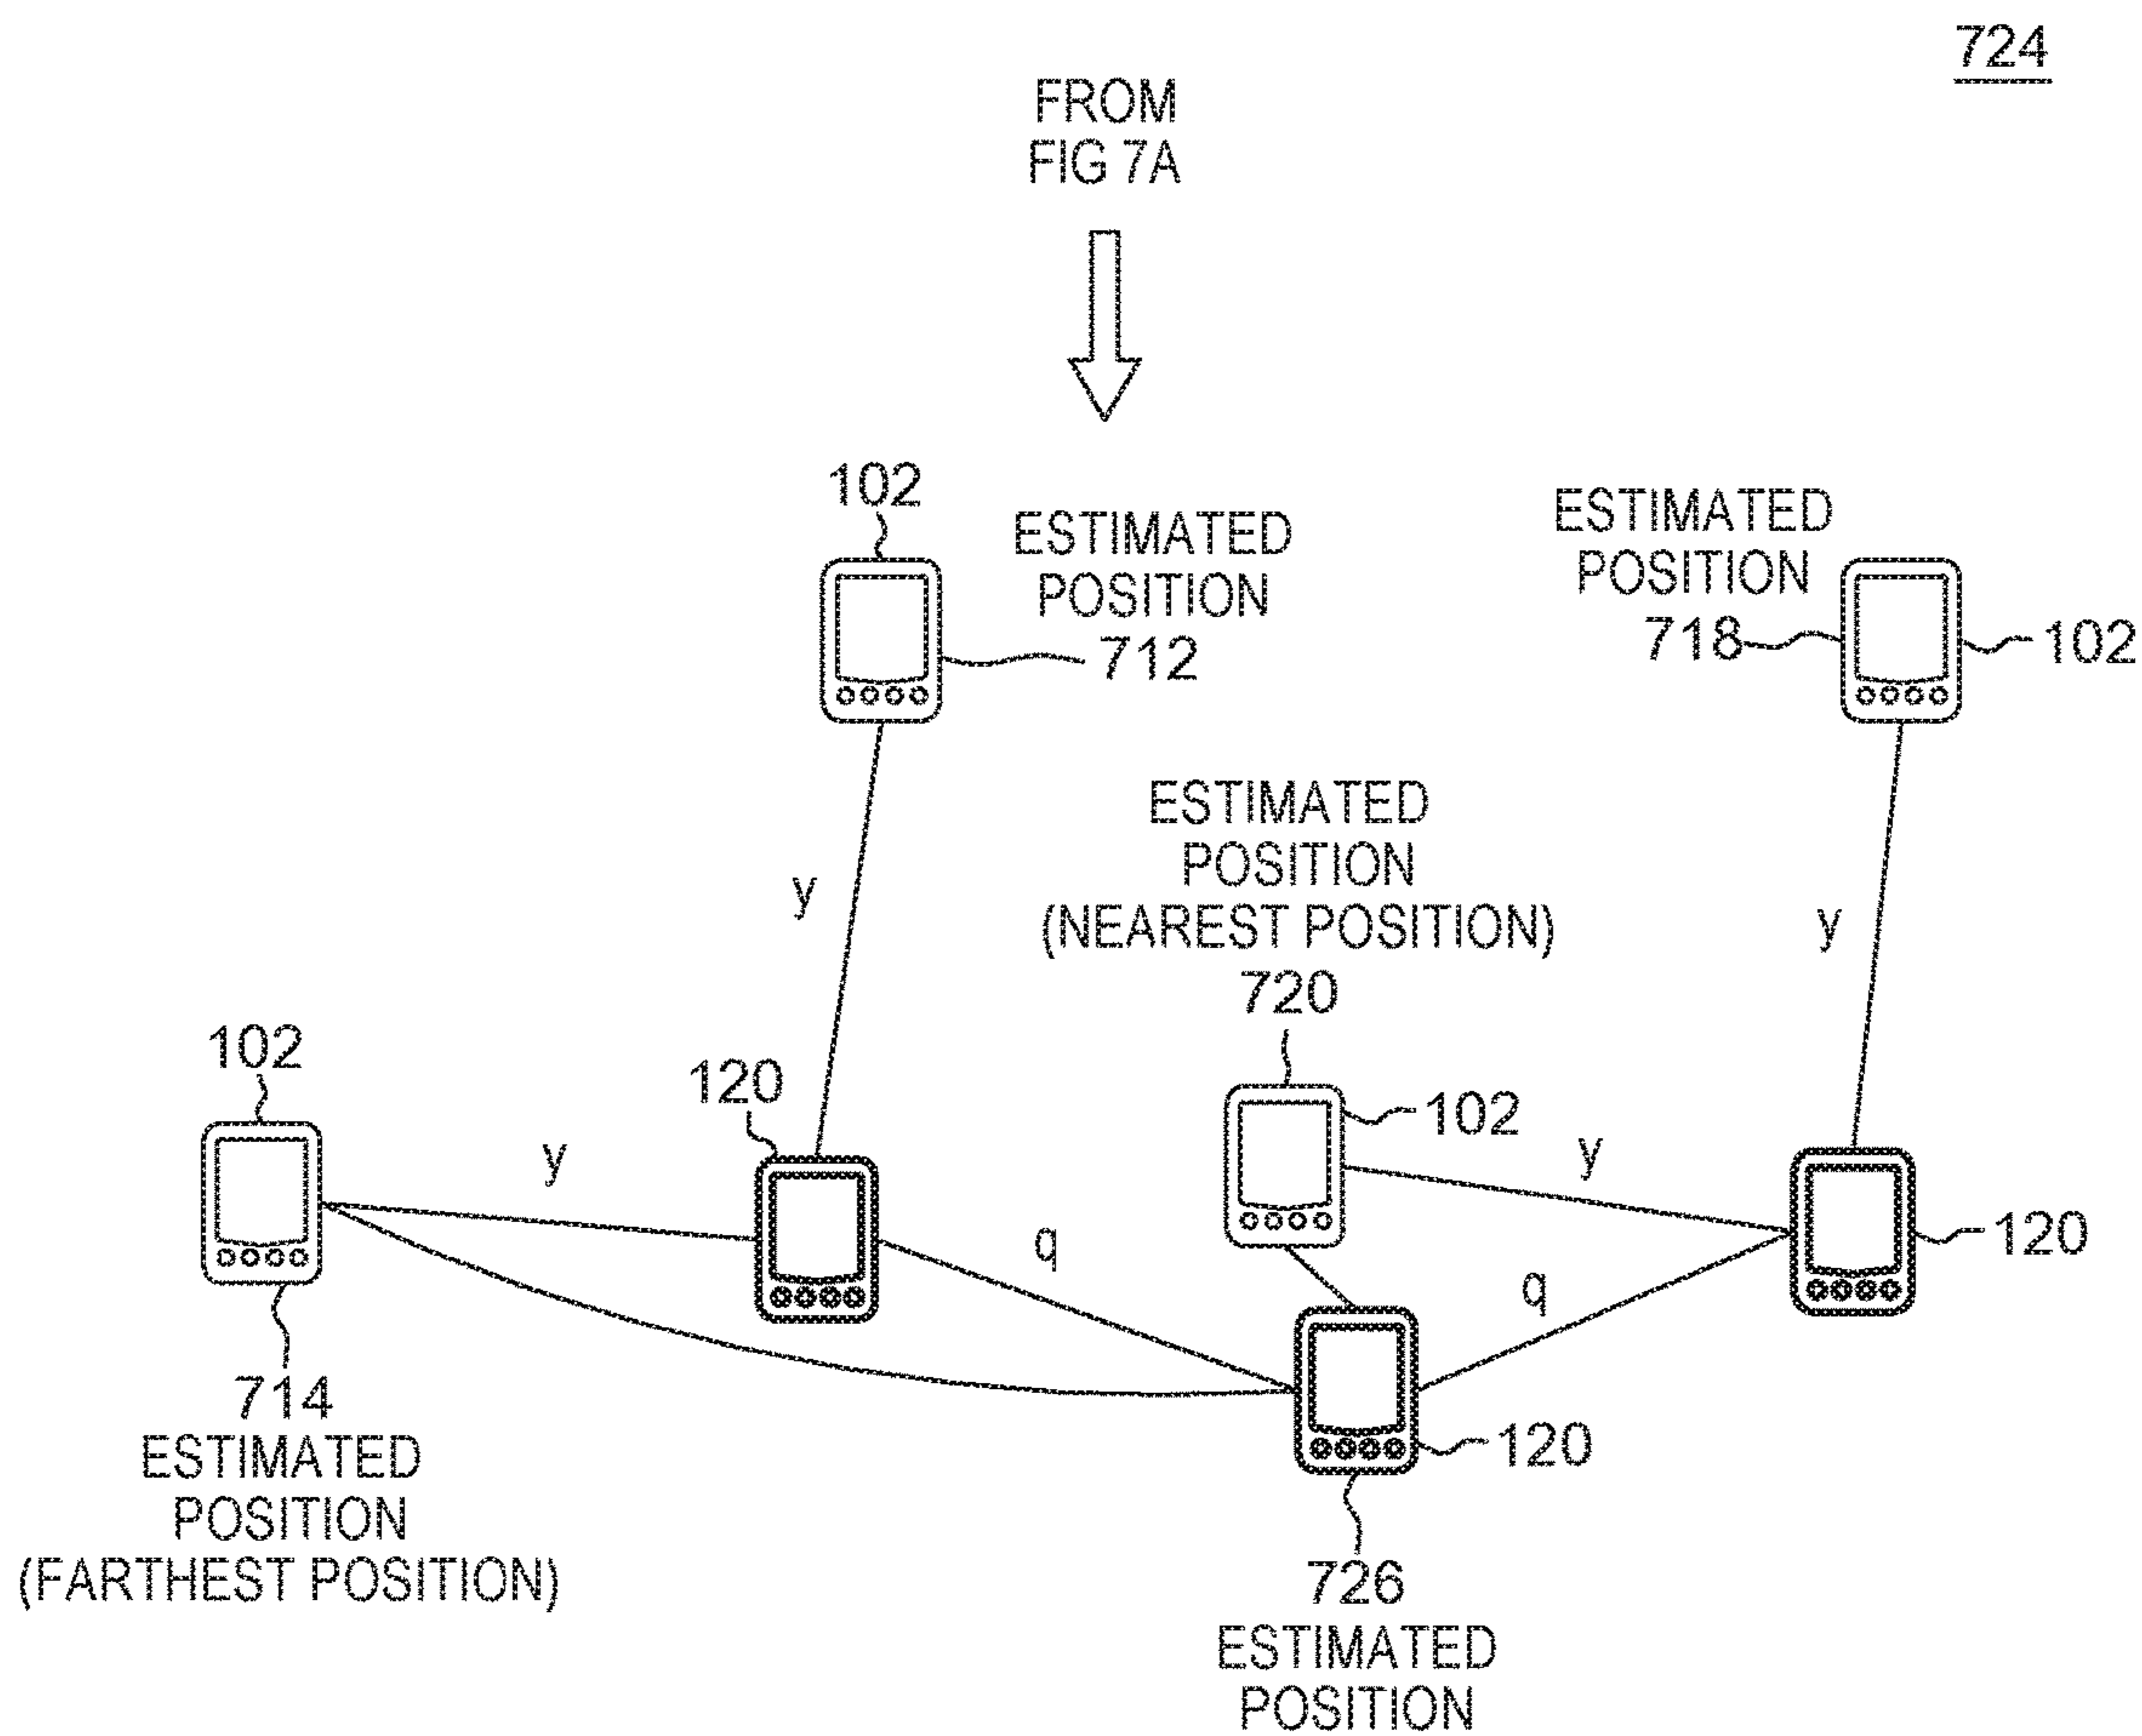 724
FROM
FIG 7A
102
ESTIMATED
POSITION
712
ESTIMATED
POSITION
718
102
y
ESTIMATED
POSITION
(NEAREST POSITION)
720
y
102
y
120
102
y
120
q
q
714
ESTIMATED
POSITION
(FARTHEST POSITION)
120
726
ESTIMATED
POSITION